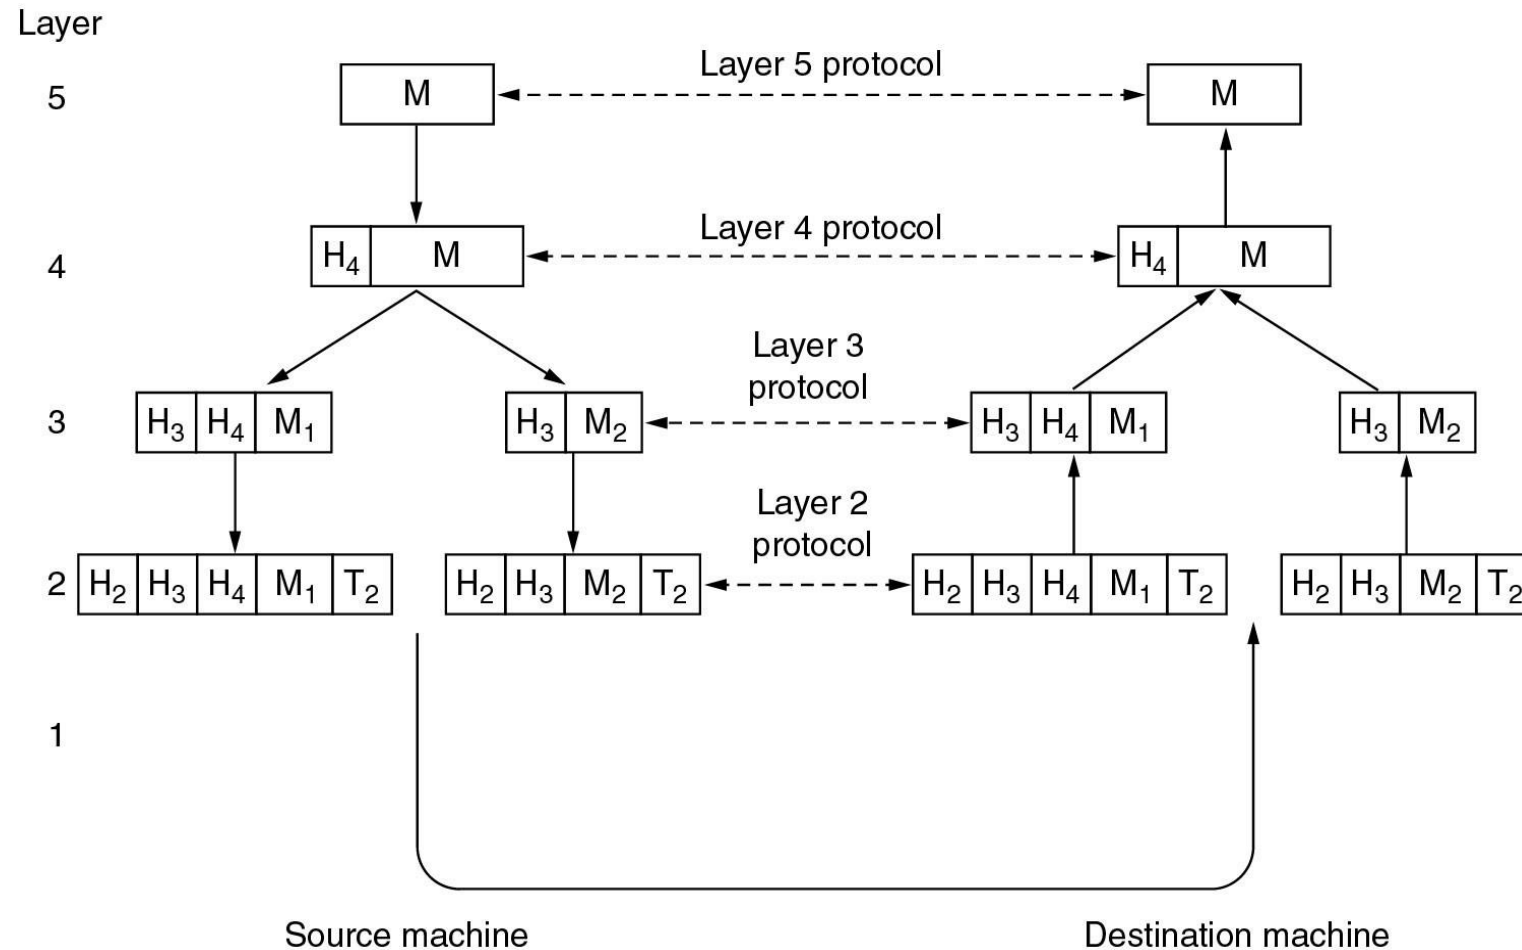 Layer
5 M Layer 5 protocol M
4 H₄ M Layer 4 protocol H₄ M
Layer 3
protocol
3 H₃ H₄ M₁ H₃ M₂ H₃ H₄ M₁ H₃ M₂
Layer 2
protocol
2 H₂ H₃ H₄ M₁ T₂ H₂ H₃ M₂ T₂ H₂ H₃ H₄ M₁ T₂ H₂ H₃ M₂ T₂
1
Source machine Destination machine